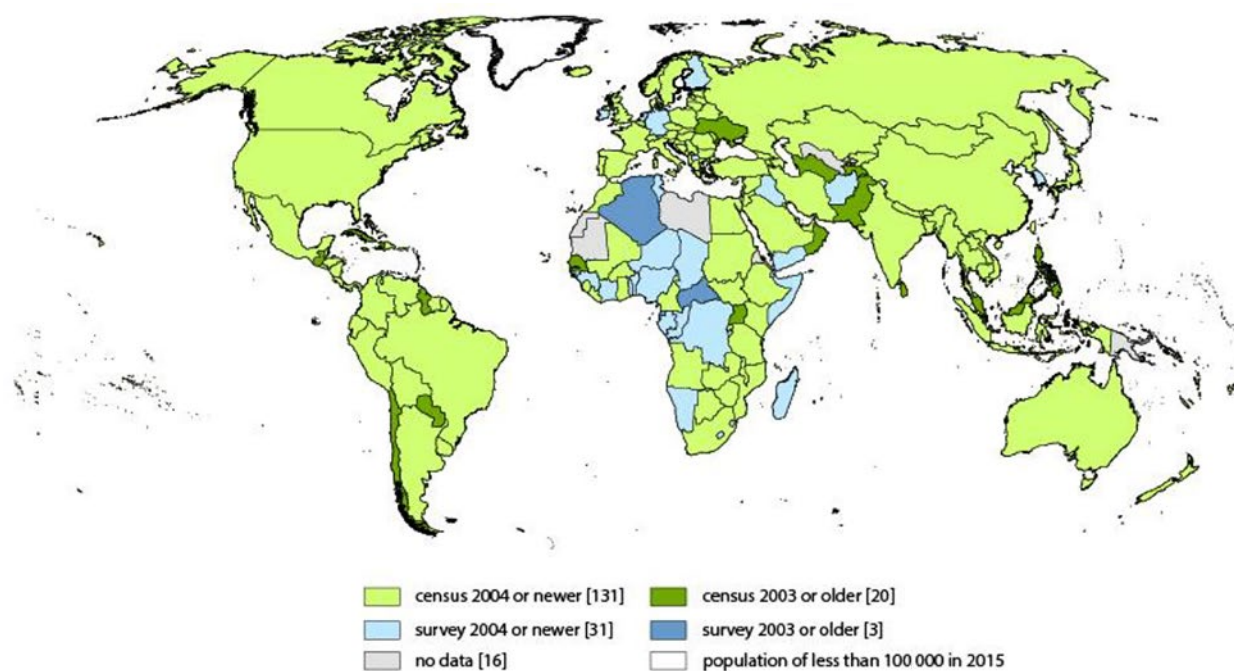 census 2004 or newer [131]
census 2003 or older [20]
survey 2004 or newer [31]
survey 2003 or older [3]
no data [16]
population of less than 100 000 in 2015